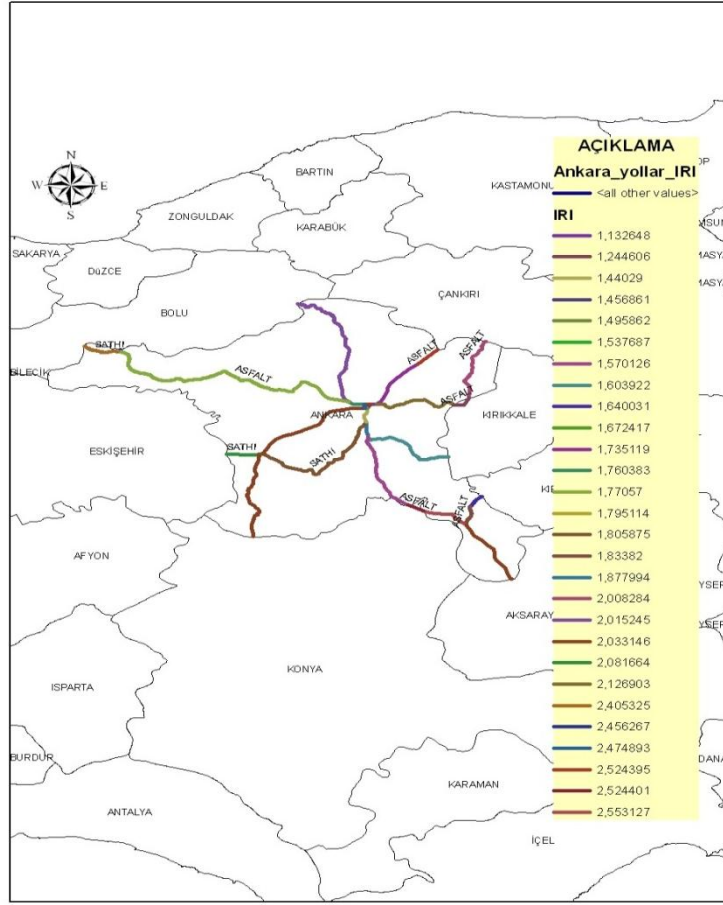 AÇIKLAMA
Ankara_yollar_IRI
<all other values>
IRI
1,132648
1,244606
1,44029
1,456861
1,495862
1,537687
1,570126
1,603922
1,640031
1,672417
1,735119
1,760383
1,77057
1,795114
1,805875
1,83382
1,877994
2,008284
2,015245
2,033146
2,081664
2,126903
2,405325
2,456267
2,474893
2,524395
2,524401
2,553127
N
W E
S
BARTIN
KASTAMONU
ZONGULDAK
KARABÜK
SAKARYA
DÜZCE
BOLU
ÇANKIRI
BİLECİK
SATHI
ASFALT
ASFALT
ASFALT
ASFALT
ANKARA
KIRIKKALE
ESKİŞEHİR
SATHI
SATHI
ASFALT
ASFALT
AFYON
AKSARAY
KONYA
ISPARTA
BURDUR
KARAMAN
ANTALYA
İÇEL